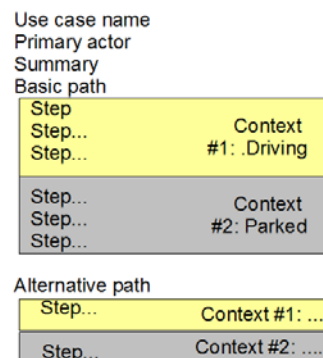 Use case name
Primary actor
Summary
Basic path
Step
Step...
Step...
Context
#1: .Driving
Step...
Step...
Step...
Context
#2: Parked
Alternative path
Step...
Context #1: ...
Step...
Context #2: ....